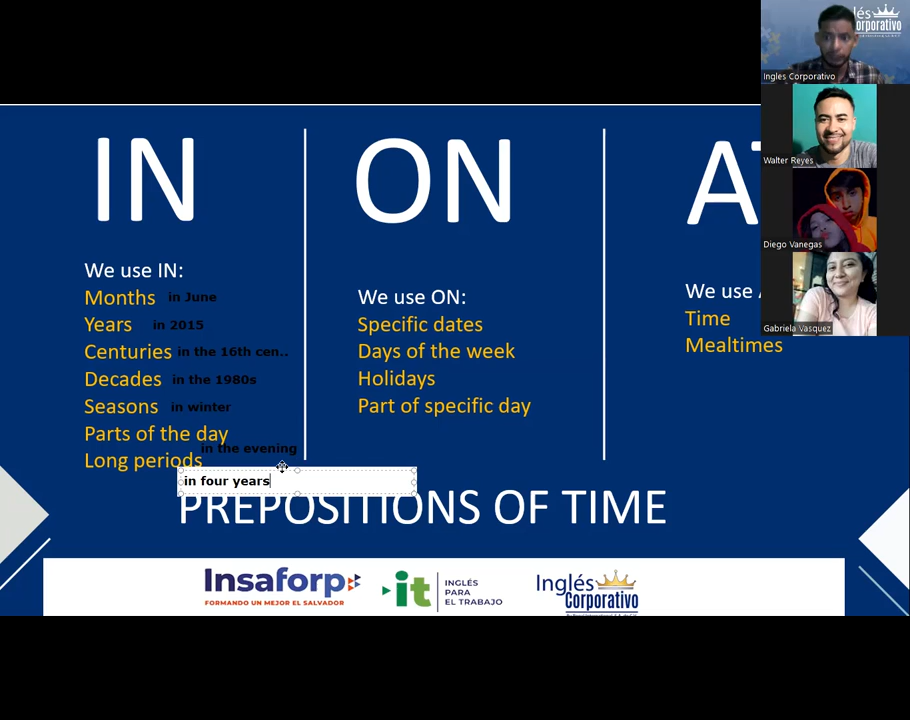 IN
We use IN:
Months in June
Years in 2015
Centuries in the 16th cen..
Decades in the 1980s
Seasons in winter
Parts of the day
in the evening
Long periods
in four years
ON
We use ON:
Specific dates
Days of the week
Holidays
Part of specific day
We use
Time
Mealtimes
PREPOSITIONS OF TIME
Insaforp
FORMANDO UN MEJOR EL SALVADOR
it
INGLÉS
PARA
EL TRABAJO
Inglés
Corporativo
Ingles Corporativo
Walter Reyes
Diego Vanegas
Gabriela Vasquez